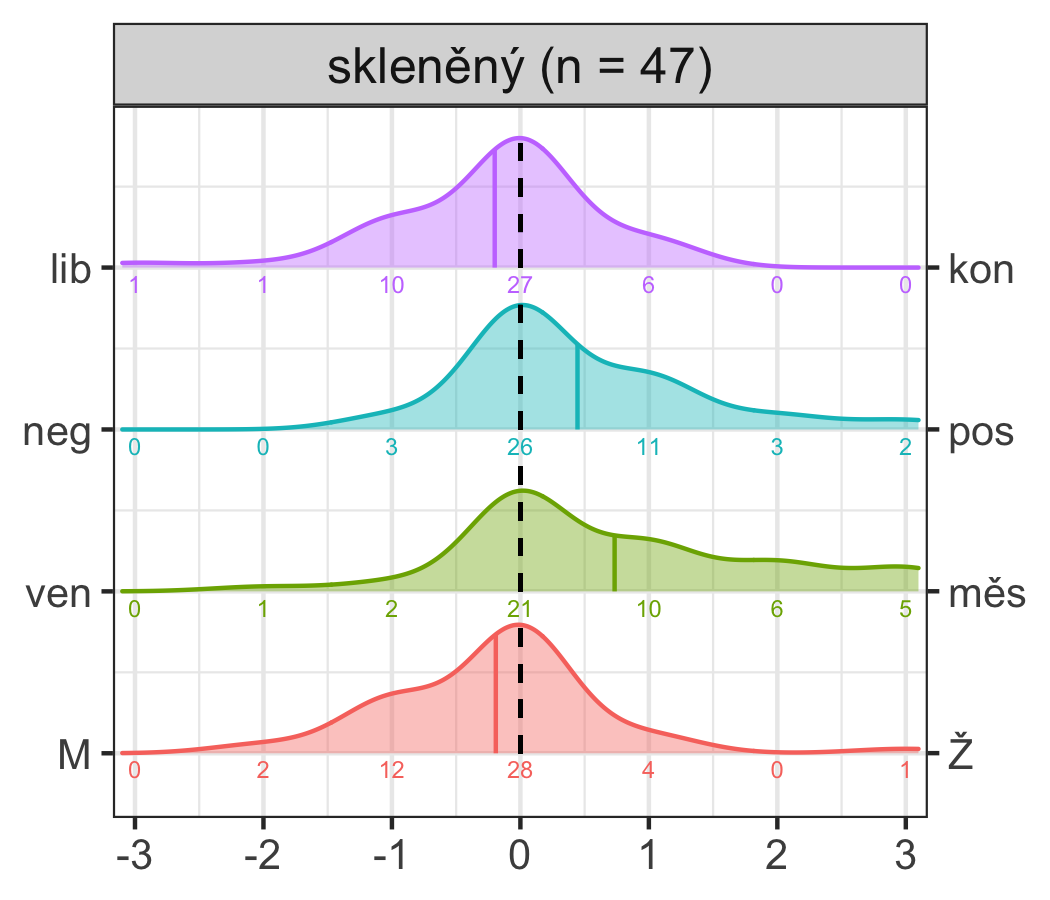 skleněný (n = 47)
lib kon
1 1 10 27 6 0 0
neg pos
0 0 3 26 11 3 2
ven měs
0 1 2 21 10 6 5
M Ž
0 2 12 28 4 0 1
-3 -2 -1 0 1 2 3